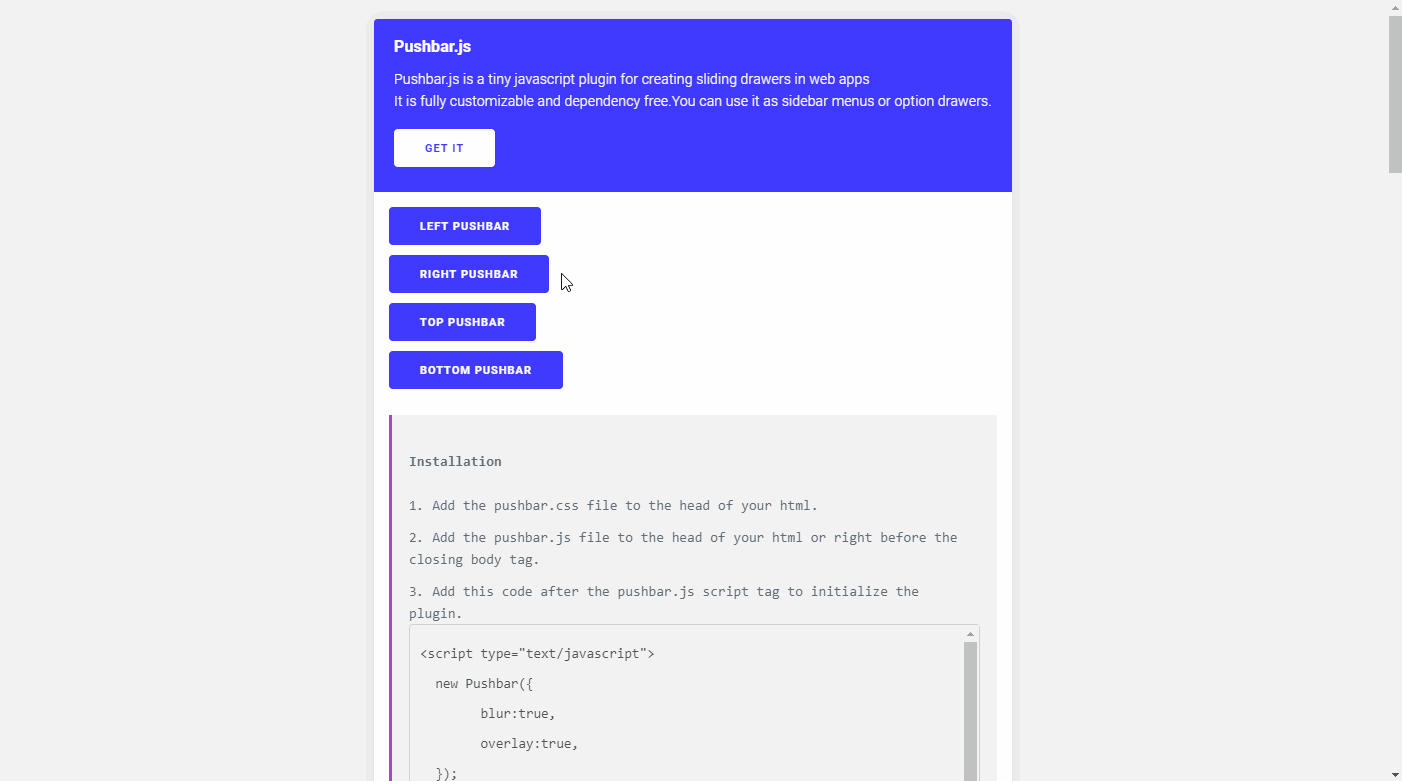 Pushbar.js
Pushbar.js is a tiny javascript plugin for creating sliding drawers in web apps
It is fully customizable and dependency free.You can use it as sidebar menus or option drawers.
GET IT
LEFT PUSHBAR
RIGHT PUSHBAR
TOP PUSHBAR
BOTTOM PUSHBAR
Installation
1. Add the pushbar.css file to the head of your html.
2. Add the pushbar.js file to the head of your html or right before the
closing body tag.
3. Add this code after the pushbar.js script tag to initialize the
plugin.
<script type="text/javascript">
new Pushbar({
blur:true,
overlay:true,
});